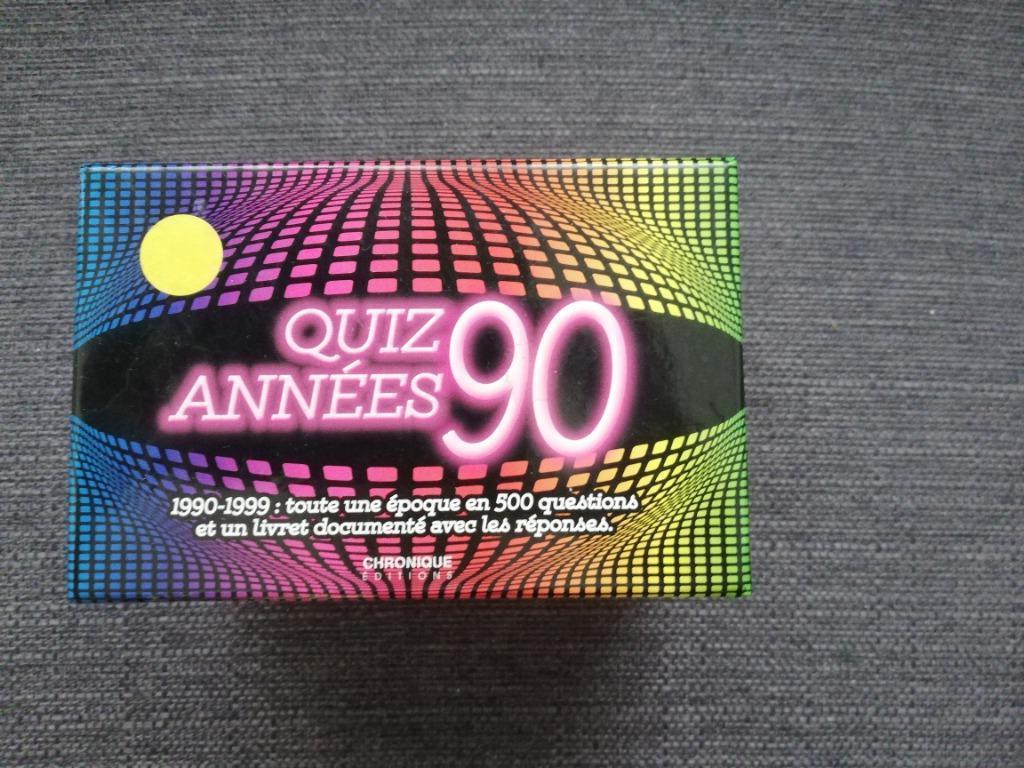 QUIZ
ANNÉES 90
1990-1999 : toute une époque en 500 questions
et un livret documenté avec les réponses.
CHRONIQUE
ÉDITIONS